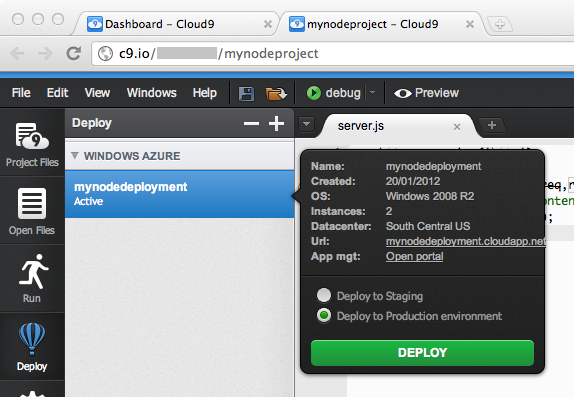 Dashboard - Cloud9
mynodeproject - Cloud9
c9.io/ /mynodeproject
File Edit View Windows Help debug Preview
Deploy
server.js
Project Files
Open Files
Run
Deploy
WINDOWS AZURE
mynodedeployment
Active
Name: mynodedeployment
Created: 20/01/2012
OS: Windows 2008 R2
Instances: 2
Datacenter: South Central US
Url: mynodedeployment.cloudapp.net
App mgt: Open portal
Deploy to Staging
Deploy to Production environment
DEPLOY